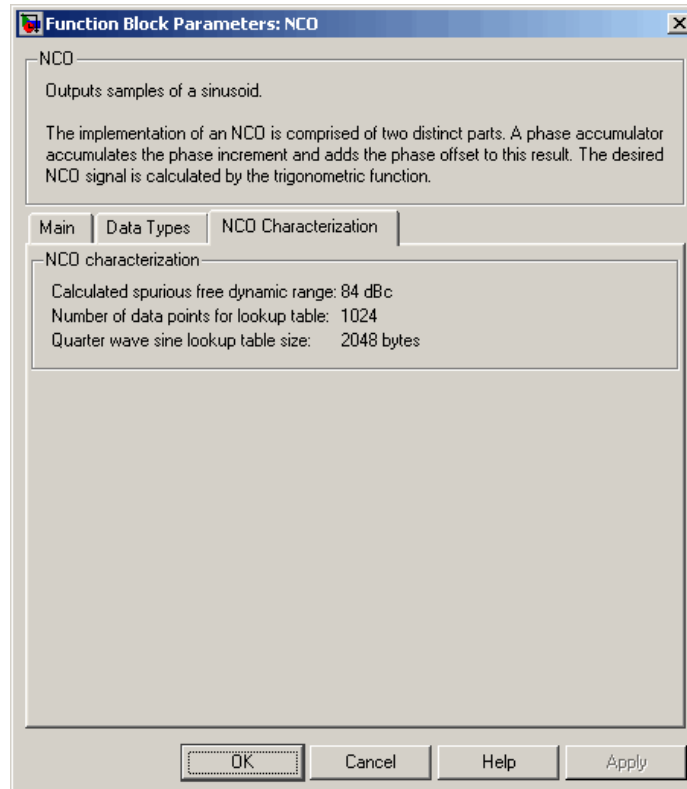 Function Block Parameters: NCO
NCO
Outputs samples of a sinusoid.
The implementation of an NCO is comprised of two distinct parts. A phase accumulator
accumulates the phase increment and adds the phase offset to this result. The desired
NCO signal is calculated by the trigonometric function.
Main Data Types NCO Characterization
NCO characterization
Calculated spurious free dynamic range: 84 dBc
Number of data points for lookup table: 1024
Quarter wave sine lookup table size: 2048 bytes
OK Cancel Help Apply